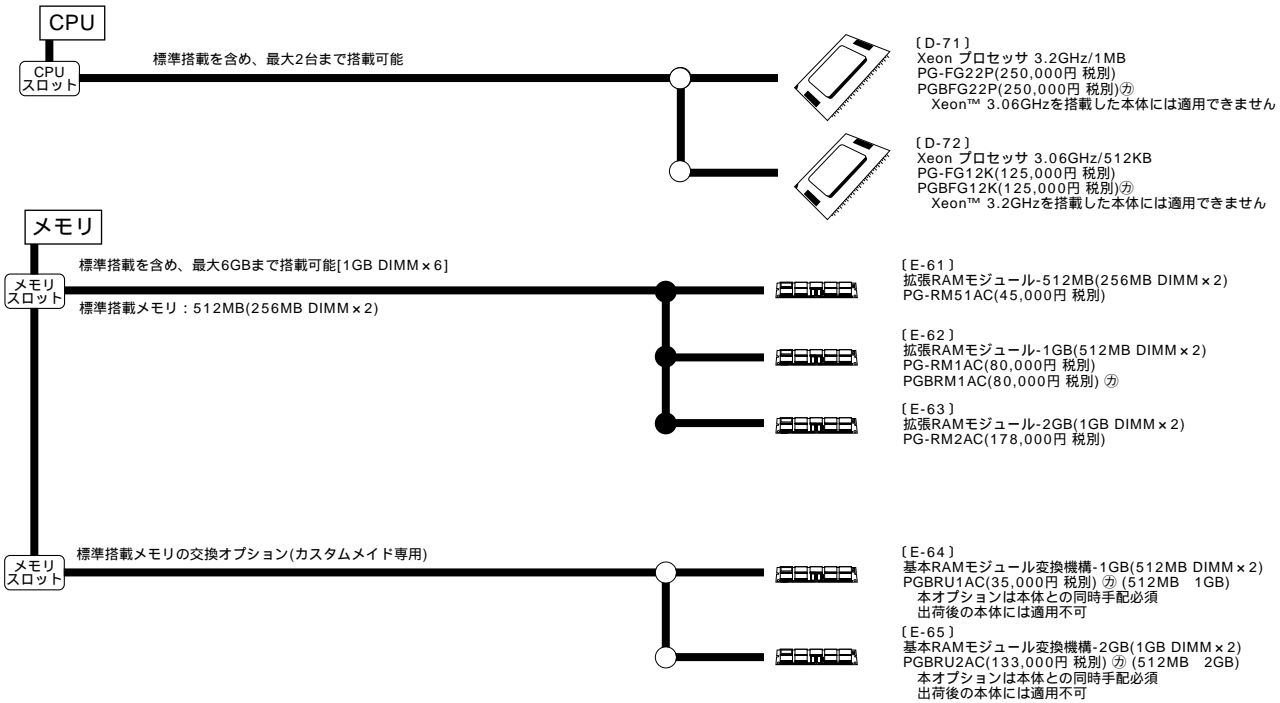 CPU
CPU
スロット
標準搭載を含め、最大2台まで搭載可能
〔D-71〕
Xeon プロセッサ 3.2GHz/1MB
PG-FG22P(250,000円 税別)
PGBFG22P(250,000円 税別)㋕
Xeon™ 3.06GHzを搭載した本体には適用できません
〔D-72〕
Xeon プロセッサ 3.06GHz/512KB
PG-FG12K(125,000円 税別)
PGBFG12K(125,000円 税別)㋕
Xeon™ 3.2GHzを搭載した本体には適用できません
メモリ
メモリ
スロット
標準搭載を含め、最大6GBまで搭載可能[1GB DIMM×6]
標準搭載メモリ：512MB(256MB DIMM×2)
〔E-61〕
拡張RAMモジュール-512MB(256MB DIMM×2)
PG-RM51AC(45,000円 税別)
〔E-62〕
拡張RAMモジュール-1GB(512MB DIMM×2)
PG-RM1AC(80,000円 税別)
PGBRM1AC(80,000円 税別) ㋕
〔E-63〕
拡張RAMモジュール-2GB(1GB DIMM×2)
PG-RM2AC(178,000円 税別)
メモリ
スロット
標準搭載メモリの交換オプション(カスタムメイド専用)
〔E-64〕
基本RAMモジュール変換機構-1GB(512MB DIMM×2)
PGBRU1AC(35,000円 税別) ㋕ (512MB　1GB)
本オプションは本体との同時手配必須
出荷後の本体には適用不可
〔E-65〕
基本RAMモジュール変換機構-2GB(1GB DIMM×2)
PGBRU2AC(133,000円 税別) ㋕ (512MB　2GB)
本オプションは本体との同時手配必須
出荷後の本体には適用不可